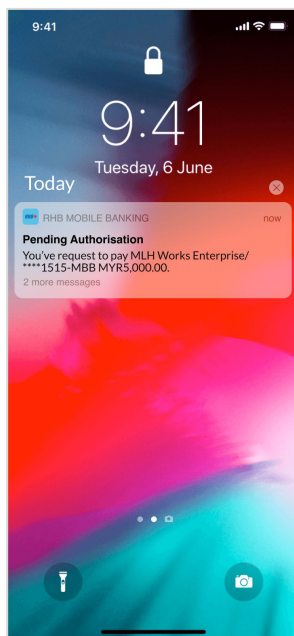 9:41
9:41
Tuesday, 6 June
Today
RHB MOBILE BANKING now
Pending Authorisation
You've request to pay MLH Works Enterprise/
****1515-MBB MYR5,000.00.
2 more messages